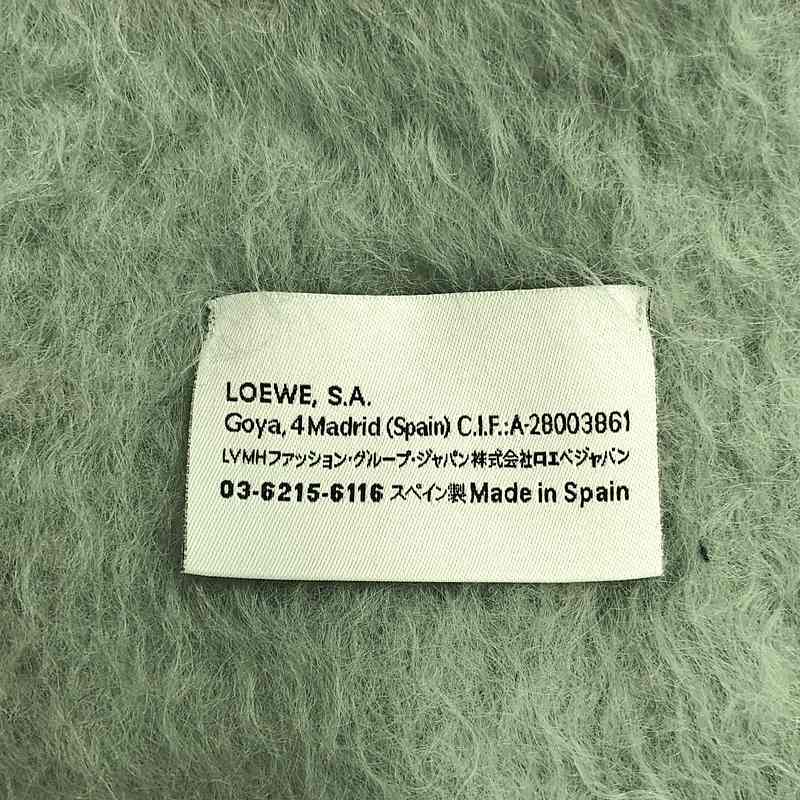 LOEWE, S.A.
Goya, 4 Madrid (Spain) C.I.F.:A-28003861
LVMHファッション・グループ・ジャパン株式会社ロエベジャパン
03-6215-6116 スペイン製 Made in Spain